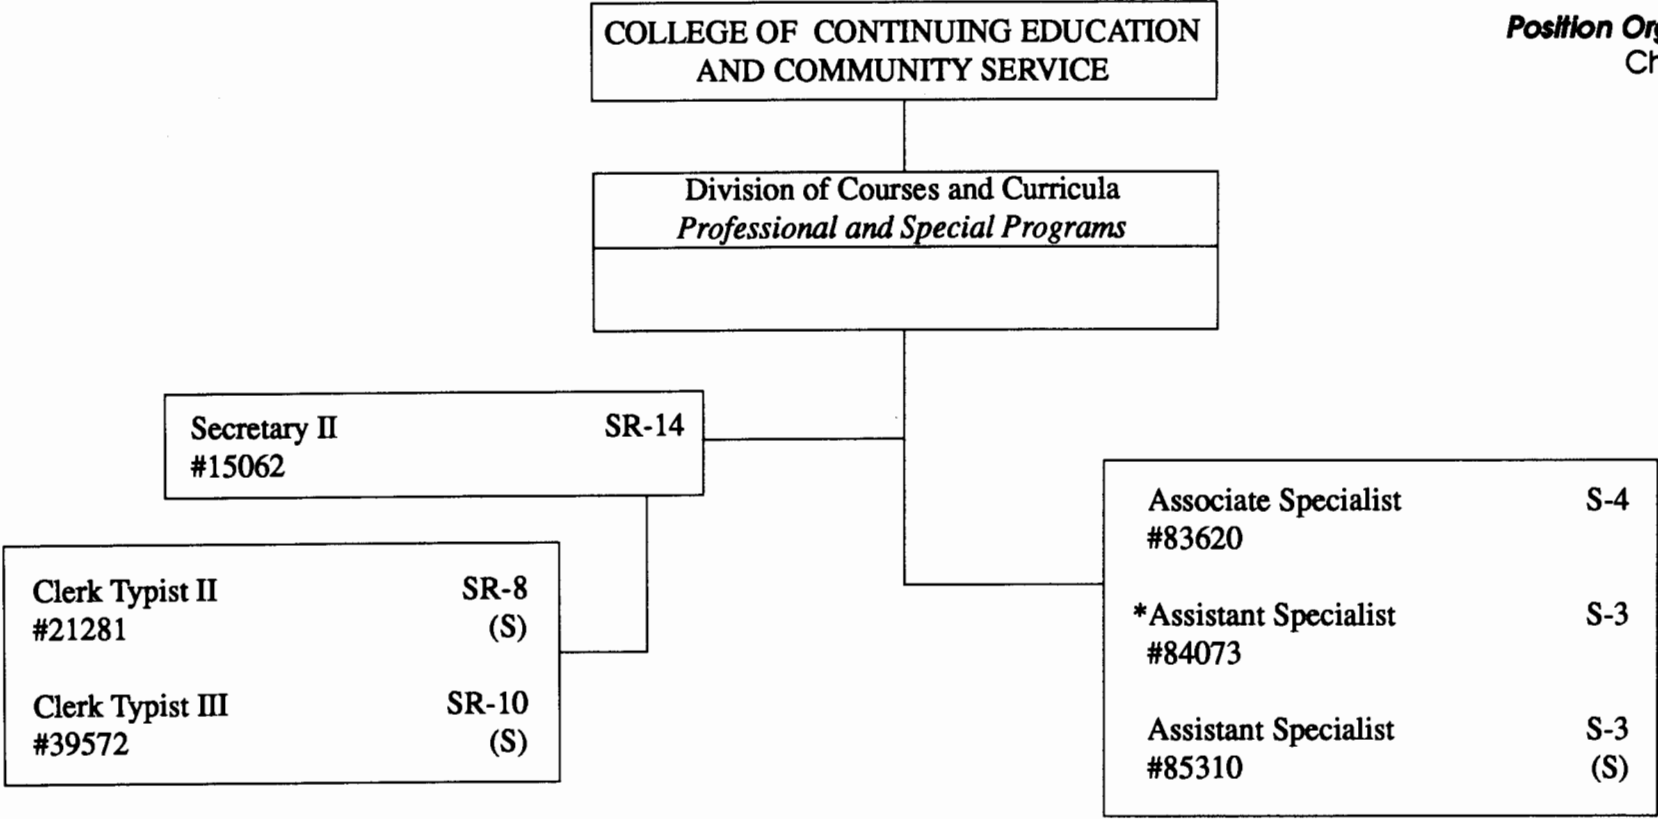 COLLEGE OF CONTINUING EDUCATION
AND COMMUNITY SERVICE
Position Org
Ch
Division of Courses and Curricula
Professional and Special Programs
Secretary II SR-14
#15062
Clerk Typist II SR-8
#21281 (S)
Clerk Typist III SR-10
#39572 (S)
Associate Specialist S-4
#83620
*Assistant Specialist S-3
#84073
Assistant Specialist S-3
#85310 (S)